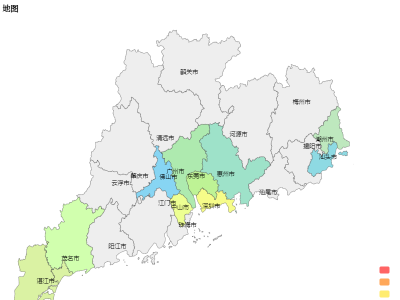 地图
韶关市
梅州市
清远市
河源市
潮州市
揭阳市
汕头市
肇庆市
佛山市
州市
东莞市
惠州市
云浮市
汕尾市
江门市
中山市
深圳市
珠海市
阳江市
茂名市
湛江市